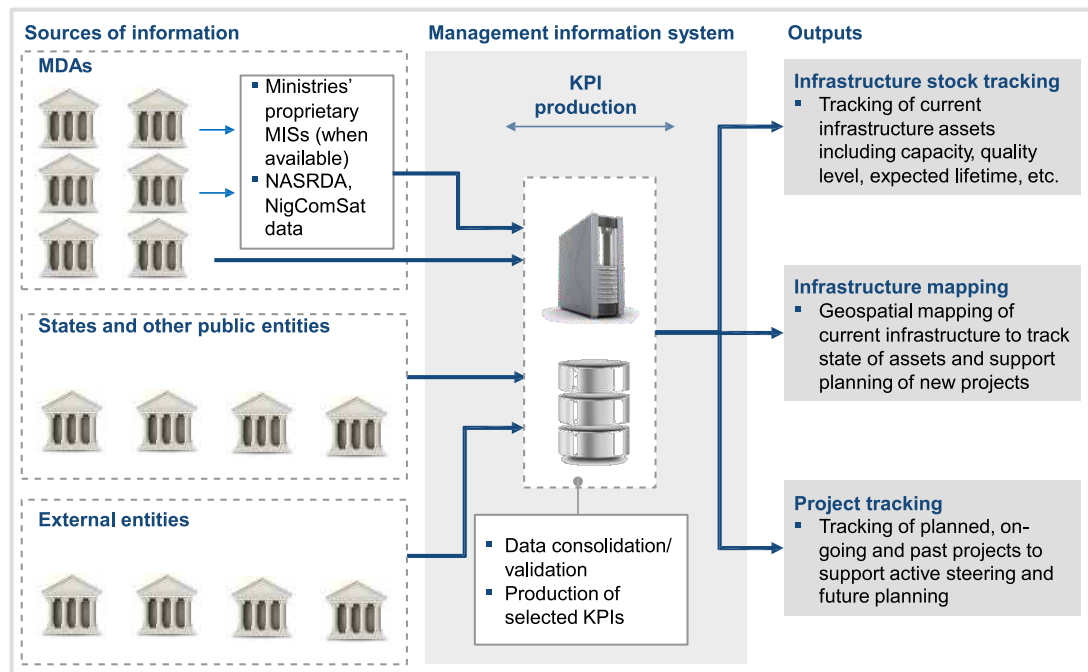 Sources of information
MDAs
▪ Ministries'
proprietary
MISs (when
available)
▪ NASRDA,
NigComSat
data
States and other public entities
External entities
Management information system
KPI
production
▪ Data consolidation/
validation
▪ Production of
selected KPIs
Outputs
Infrastructure stock tracking
▪ Tracking of current
infrastructure assets
including capacity, quality
level, expected lifetime, etc.
Infrastructure mapping
▪ Geospatial mapping of
current infrastructure to track
state of assets and support
planning of new projects
Project tracking
▪ Tracking of planned, on-
going and past projects to
support active steering and
future planning